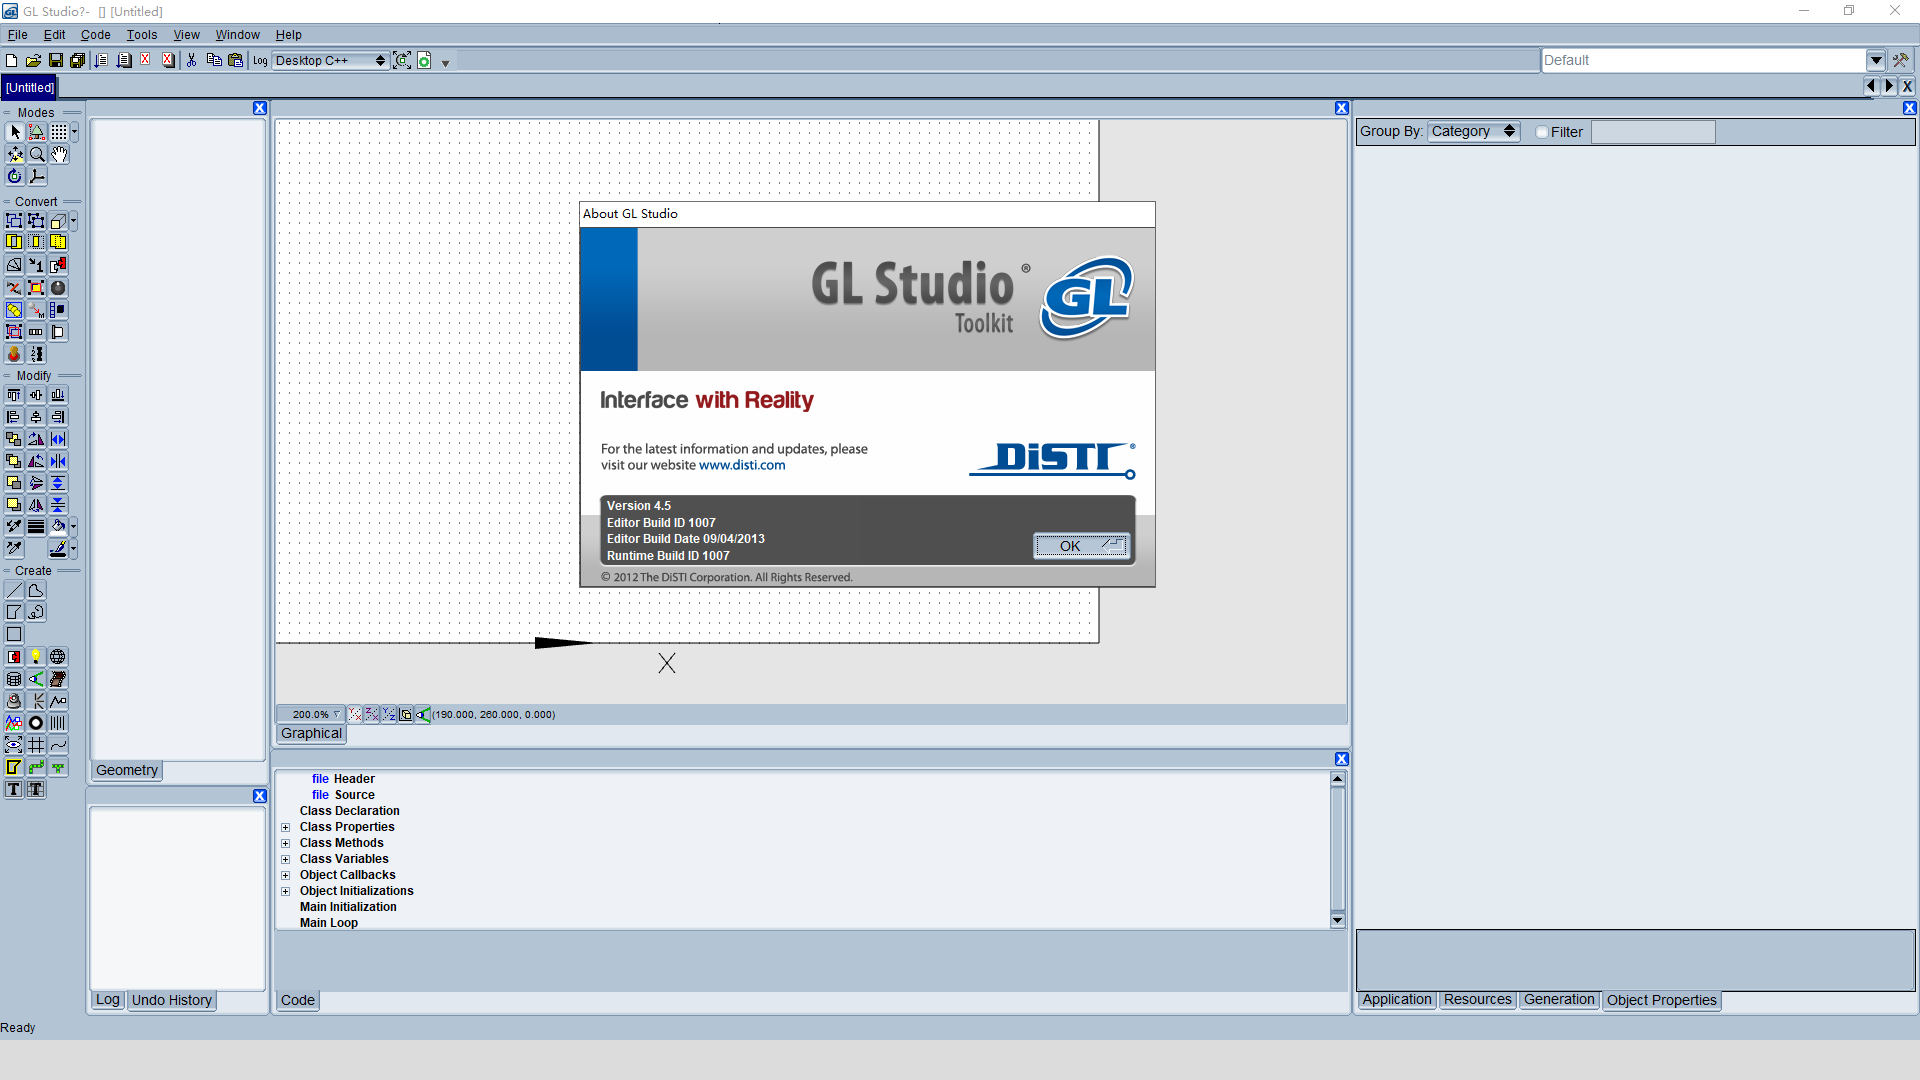 GL Studio?- [] [Untitled]
File Edit Code Tools View Window Help
Log Desktop C++ Default
[Untitled]
Modes
Group By: Category Filter
Convert
About GL Studio
GL Studio ®
Toolkit
GL
Modify
Interface with Reality
For the latest information and updates, please
visit our website www.disti.com
DiSTI ®
Version 4.5
Editor Build ID 1007
Editor Build Date 09/04/2013
Runtime Build ID 1007
OK
© 2012 The DiSTI Corporation. All Rights Reserved.
Create
X
200.0% (190.000, 260.000, 0.000)
Graphical
Geometry
file Header
file Source
Class Declaration
Class Properties
Class Methods
Class Variables
Object Callbacks
Object Initializations
Main Initialization
Main Loop
Log Undo History
Code
Application Resources Generation Object Properties
Ready